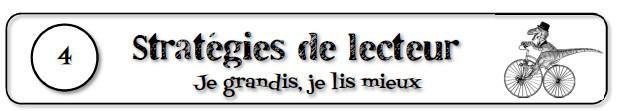 4
Stratégies de lecteur
Je grandis, je lis mieux